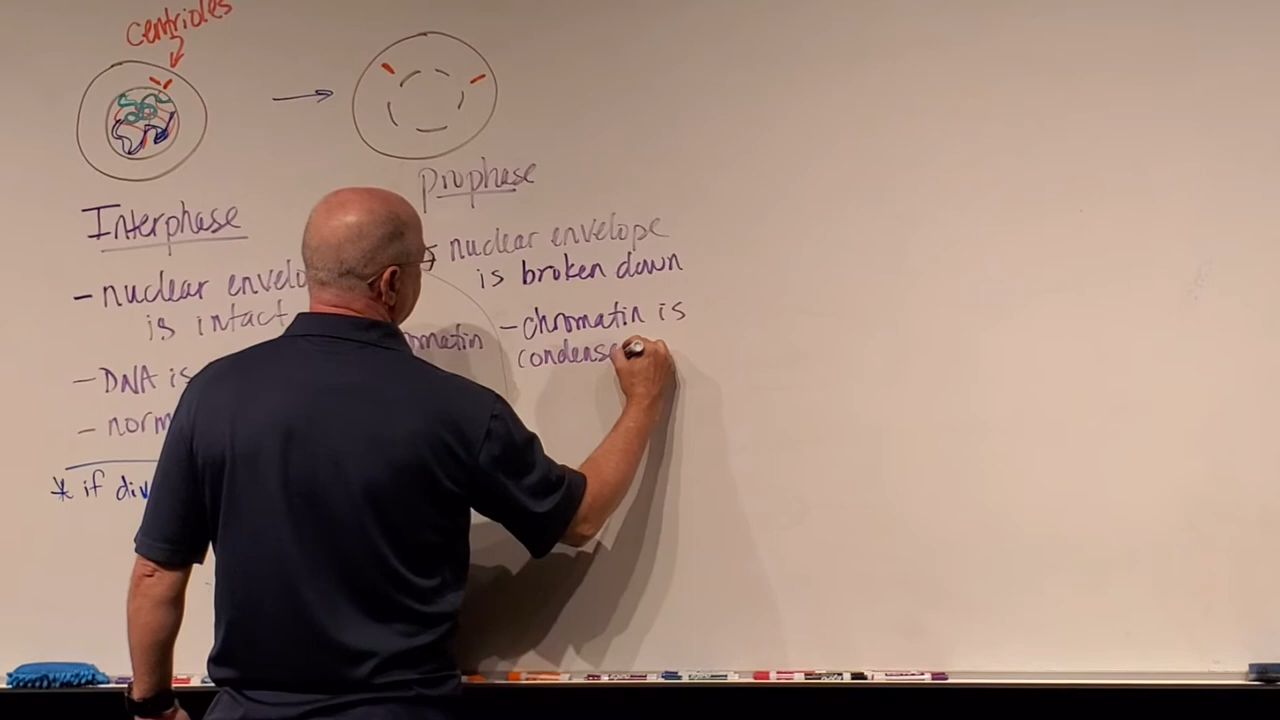 centrioles
Interphase
- nuclear envelo
is intact
- DNA is
- norm
* if div
matin
Prophase
nuclear envelope
is broken down
- chromatin is
condense